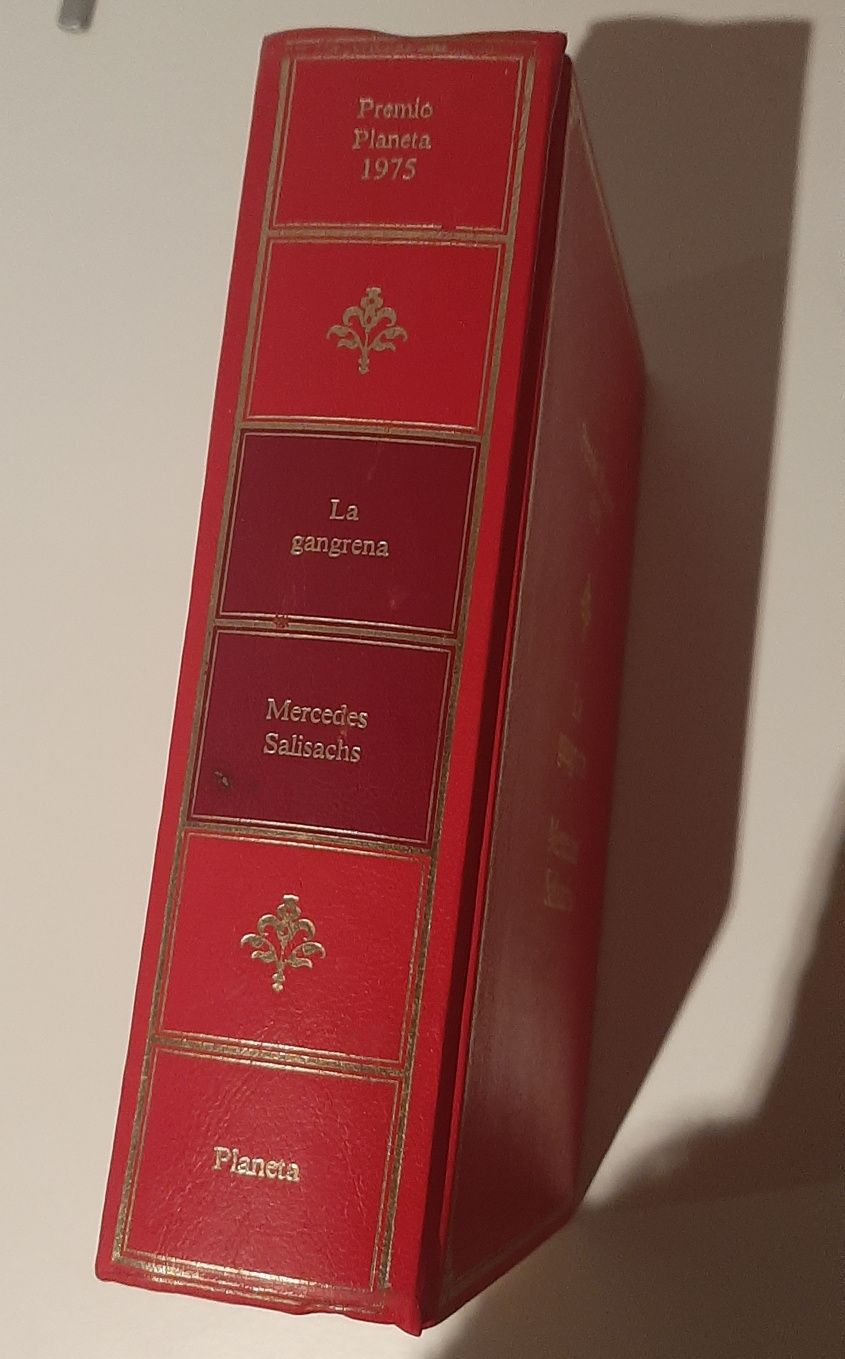 Premio
Planeta
1975
La
gangrena
Mercedes
Salisachs
Planeta